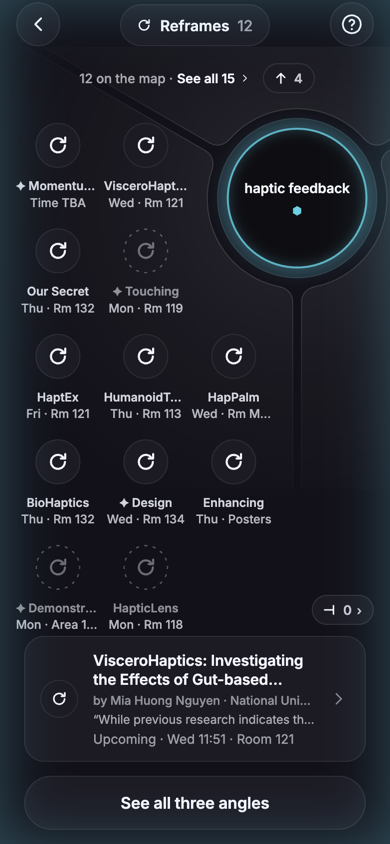 Reframes 12
12 on the map · See all 15 ›
↑ 4
haptic feedback
✦ Momentu... VisceroHapt...
Time TBA Wed · Rm 121
Our Secret ✦ Touching
Thu · Rm 132 Mon · Rm 119
HaptEx HumanoidT... HapPalm
Fri · Rm 121 Thu · Rm 113 Wed · Rm M...
BioHaptics ✦ Design Enhancing
Thu · Rm 132 Wed · Rm 134 Thu · Posters
✦ Demonstr... HapticLens
Mon · Area 1... Mon · Rm 118
⊣ 0 ›
VisceroHaptics: Investigating
the Effects of Gut-based...
by Mia Huong Nguyen · National Uni...
“While previous research indicates th...
Upcoming · Wed 11:51 · Room 121
See all three angles